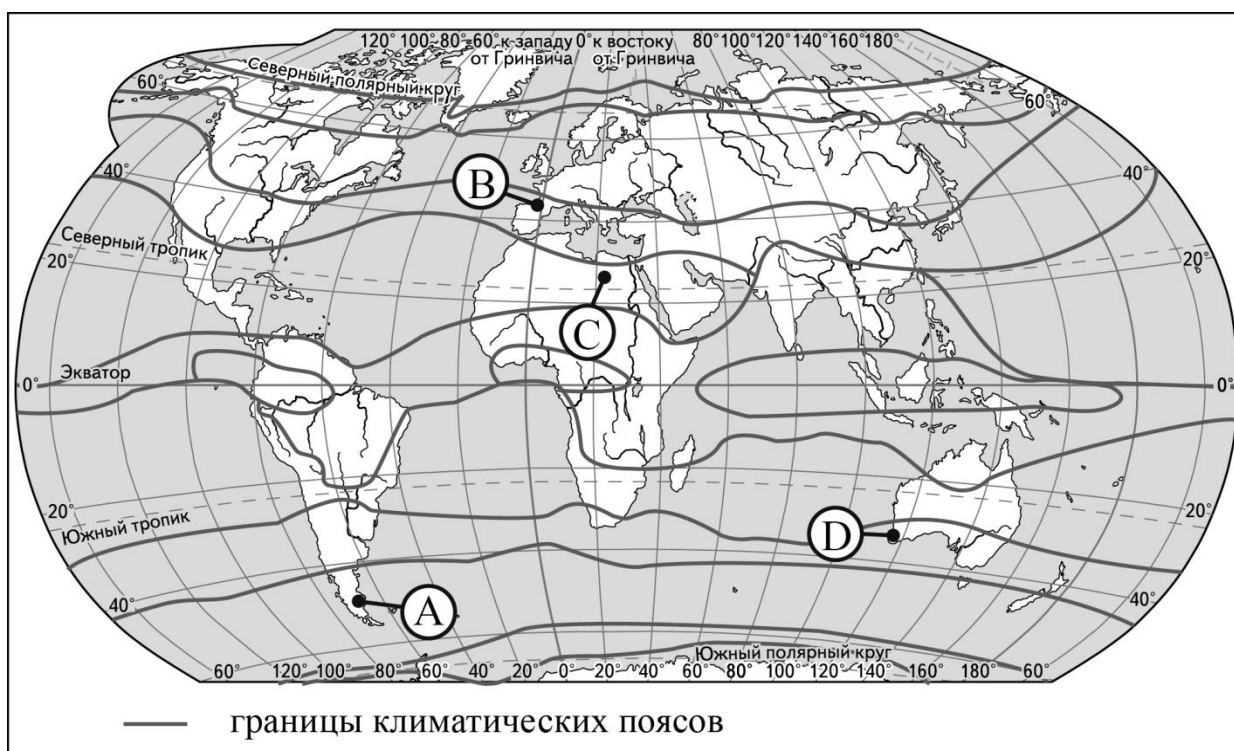 120° 100° 80° 60° к западу 0° к востоку 80° 100° 120° 140° 160° 180°
от Гринвича от Гринвича
Северный полярный круг
60° 60°
40° 40°
B
Северный тропик
20° 20°
C
Экватор
0° 0°
20° 20°
Южный тропик
D
40° 40°
A
Южный полярный круг
60° 120° 100° 80° 60° 40° 20° 0° 20° 40° 60° 80° 100° 120° 140° 160° 180° 160° 60°
границы климатических поясов